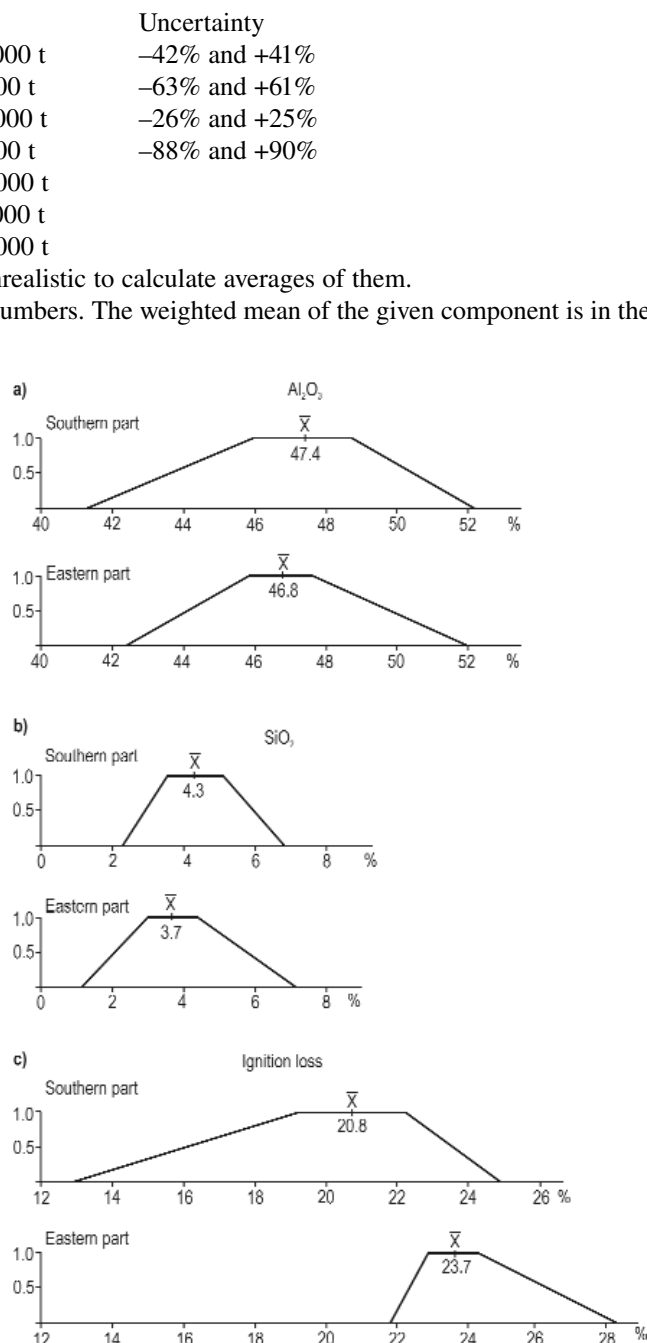 Uncertainty
000 t –42% and +41%
00 t –63% and +61%
000 t –26% and +25%
00 t –88% and +90%
000 t
000 t
000 t
nrealistic to calculate averages of them.
numbers. The weighted mean of the given component is in the
a) Al₂O₃
Southern part X̅
1.0
47.4
0.5
40 42 44 46 48 50 52 %
Eastern part X̅
1.0
46.8
0.5
40 42 44 46 48 50 52 %
b) SiO₂
Southern part X̅
1.0
4.3
0.5
0 2 4 6 8 %
Eastern part X̅
1.0
3.7
0.5
0 2 4 6 8 %
c) Ignition loss
Southern part X̅
1.0
20.8
0.5
12 14 16 18 20 22 24 26 %
Eastern part X̅
1.0
23.7
0.5
12 14 16 18 20 22 24 26 28 %